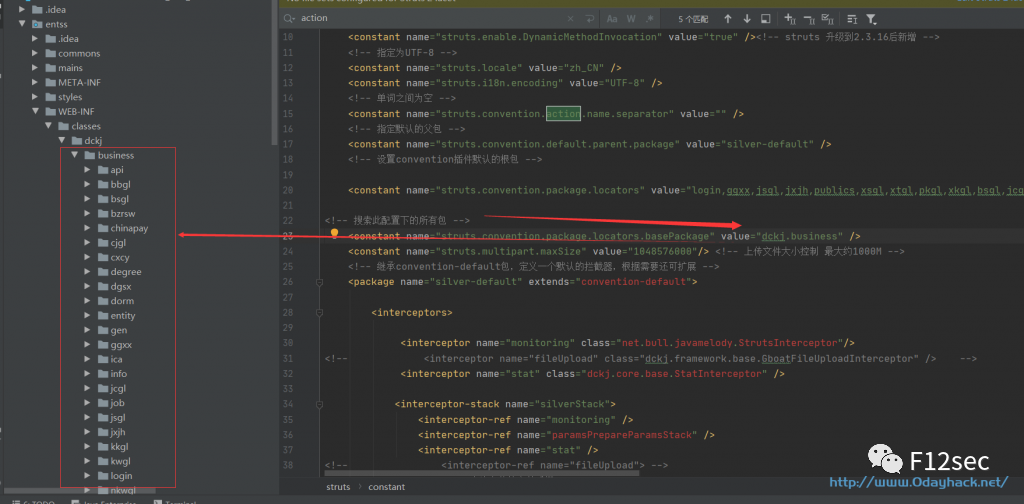 .idea
entss
.idea
commons
mains
META-INF
styles
WEB-INF
classes
dckj
business
api
bbgl
bsgl
bzrsw
chinapay
cjgl
cxcy
degree
dgsx
dorm
entity
gen
ggxx
ica
info
jcgl
job
jsgl
jxjh
kkgl
kwgl
login
nkwgl
action
Aa W .*
5 个匹配
10 <constant name="struts.enable.DynamicMethodInvocation" value="true" /><!-- struts 升级到2.3.16后新增 -->
11 <!-- 指定为UTF-8 -->
12 <constant name="struts.locale" value="zh_CN" />
13 <constant name="struts.i18n.encoding" value="UTF-8" />
14 <!-- 单词之间为空 -->
15 <constant name="struts.convention.action.name.separator" value="" />
16 <!-- 指定默认的父包 -->
17 <constant name="struts.convention.default.parent.package" value="silver-default" />
18 <!-- 设置convention插件默认的根包 -->
19
20 <constant name="struts.convention.package.locators" value="login,ggxx,jsgl,jxjh,publics,xsgl,xtgl,pkgl,xkgl,bsgl,jcg
21
22 <!-- 搜索此配置下的所有包 -->
23 <constant name="struts.convention.package.locators.basePackage" value="dckj.business" />
24 <constant name="struts.multipart.maxSize" value="1048576000"/> <!-- 上传文件大小控制 最大约1000M -->
25 <!-- 继承convention-default包, 定义一个默认的拦截器，根据需要还可扩展 -->
26 <package name="silver-default" extends="convention-default">
27
28 <interceptors>
29
30 <interceptor name="monitoring" class="net.bull.javamelody.StrutsInterceptor"/>
31 <!-- <interceptor name="fileUpload" class="dckj.framework.base.GboatFileUploadInterceptor" /> -->
32 <interceptor name="stat" class="dckj.core.base.StatInterceptor" />
33
34 <interceptor-stack name="silverStack">
35 <interceptor-ref name="monitoring" />
36 <interceptor-ref name="paramsPrepareParamsStack" />
37 <interceptor-ref name="stat" />
38 <!-- <interceptor-ref name="fileUpload"> -->
struts
constant
F12sec
http://www.0dayhack.net/